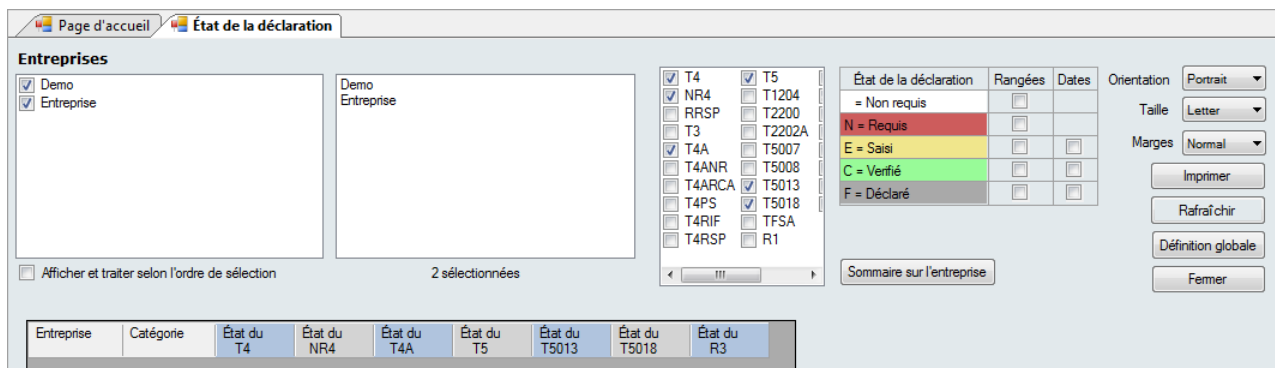 Page d'accueil État de la déclaration
Entreprises
Demo
Entreprise
Demo
Entreprise
Afficher et traiter selon l'ordre de sélection
2 sélectionnées
T4 T5
NR4 T1204
RRSP T2200
T3 T2202A
T4A T5007
T4ANR T5008
T4ARCA T5013
T4PS T5018
T4RIF TFSA
T4RSP R1
État de la déclaration Rangées Dates
= Non requis
N = Requis
E = Saisi
C = Verifié
F = Déclaré
Sommaire sur l'entreprise
Orientation Portrait
Taille Letter
Marges Normal
Imprimer
Rafraîchir
Définition globale
Fermer
Entreprise Catégorie État du T4 État du NR4 État du T4A État du T5 État du T5013 État du T5018 État du R3